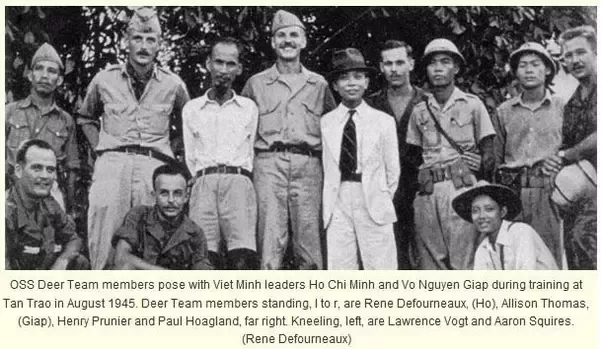 OSS Deer Team members pose with Viet Minh leaders Ho Chi Minh and Vo Nguyen Giap during training at
Tan Trao in August 1945. Deer Team members standing, l to r, are Rene Defourneaux, (Ho), Allison Thomas,
(Giap), Henry Prunier and Paul Hoagland, far right. Kneeling, left, are Lawrence Vogt and Aaron Squires.
(Rene Defourneaux)